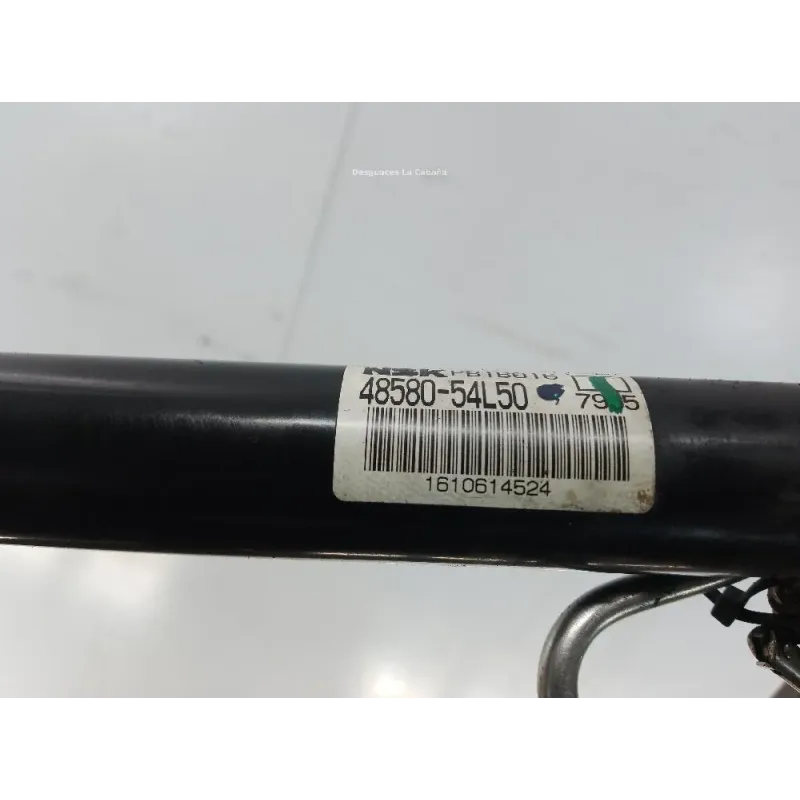 Desguaces La Cabaña
NSK
48580-54L50
1610614524